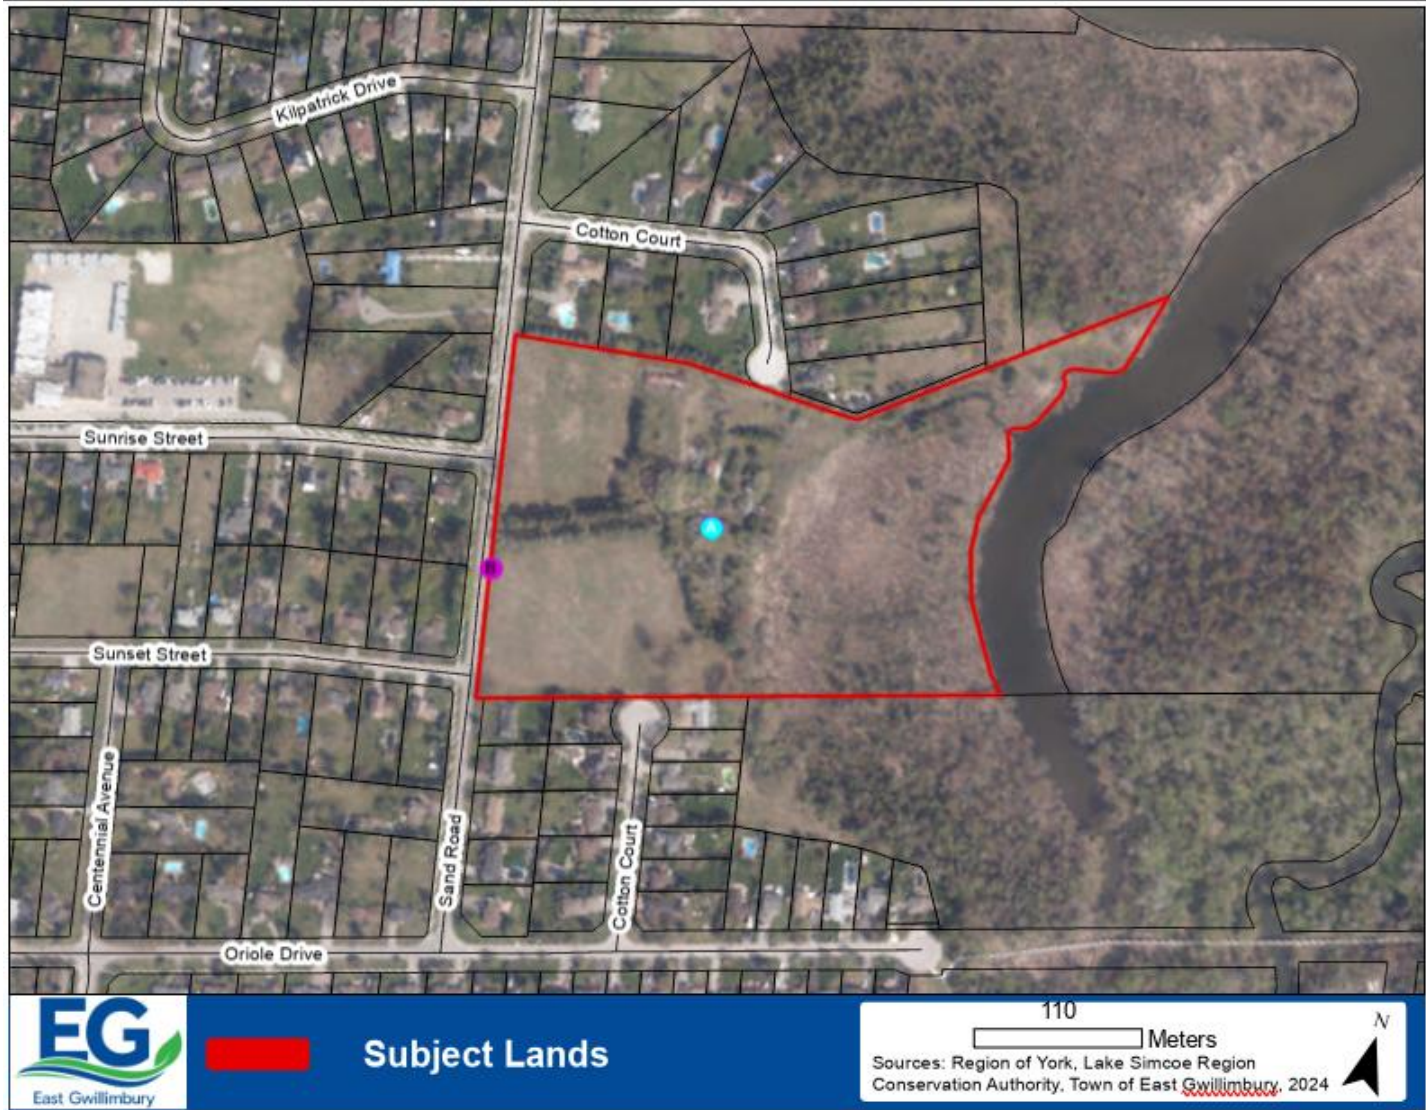 Kilpatrick Drive
Cotton Court
Sunrise Street
A
Sunset Street
Centennial Avenue
Sand Road
Cotton Court
Oriole Drive
EG
East Gwillimbury
Subject Lands
110
Meters
N
Sources: Region of York, Lake Simcoe Region
Conservation Authority, Town of East Gwillimbury, 2024